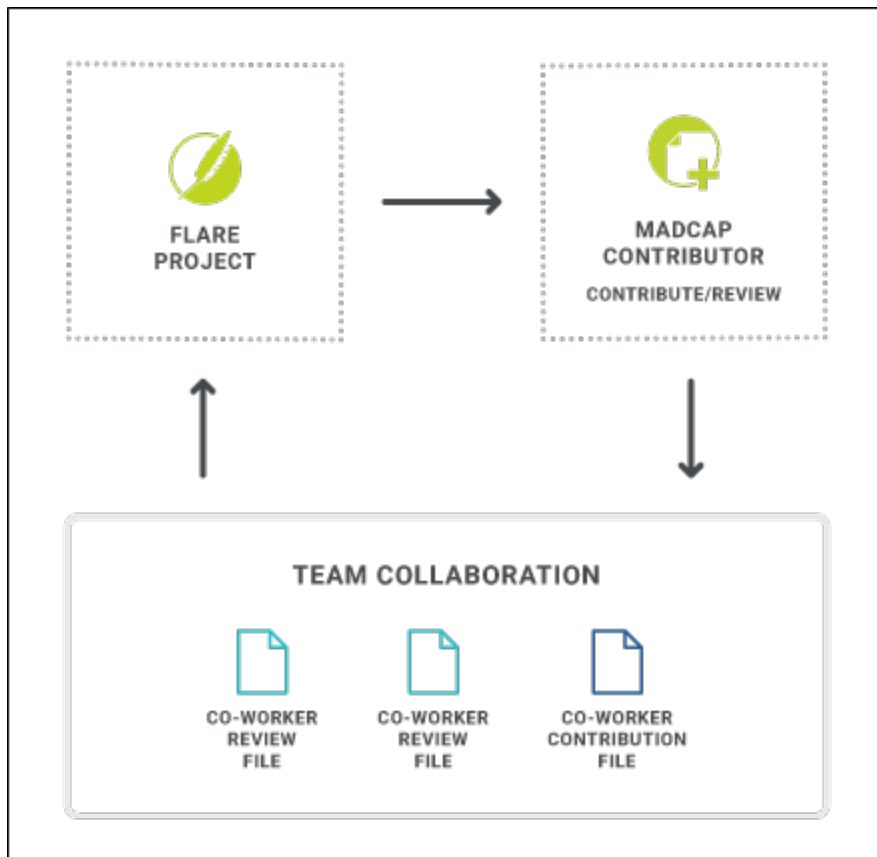 FLARE
PROJECT
MADCAP
CONTRIBUTOR
CONTRIBUTE/REVIEW
TEAM COLLABORATION
CO-WORKER
REVIEW
FILE
CO-WORKER
REVIEW
FILE
CO-WORKER
CONTRIBUTION
FILE